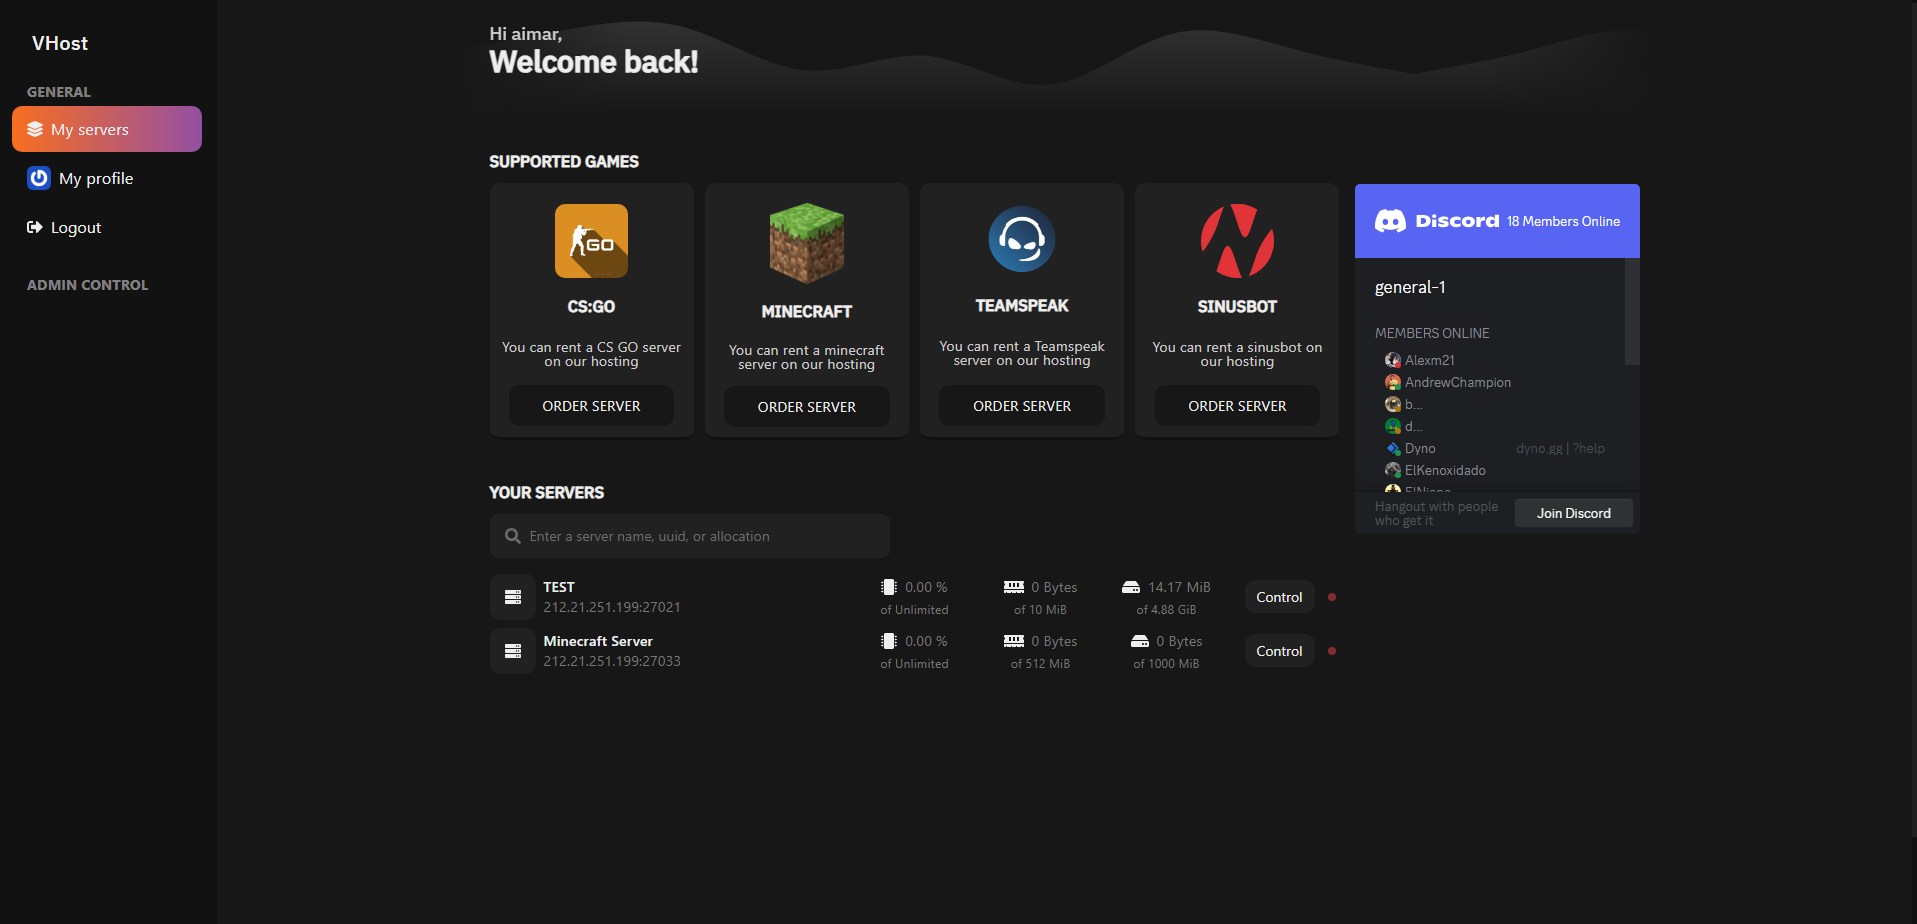 VHost
GENERAL
My servers
My profile
Logout
ADMIN CONTROL
Hi aimar,
Welcome back!
SUPPORTED GAMES
GO
CS:GO
You can rent a CS GO server
on our hosting
ORDER SERVER
MINECRAFT
You can rent a minecraft
server on our hosting
ORDER SERVER
TEAMSPEAK
You can rent a Teamspeak
server on our hosting
ORDER SERVER
SINUSBOT
You can rent a sinusbot on
our hosting
ORDER SERVER
Discord 18 Members Online
general-1
MEMBERS ONLINE
Alexm21
AndrewChampion
b...
d...
Dyno dyno.gg | ?help
ElKenoxidado
Hangout with people
who get it
Join Discord
YOUR SERVERS
Enter a server name, uuid, or allocation
TEST
212.21.251.199:27021
0.00 %
of Unlimited
0 Bytes
of 10 MiB
14.17 MiB
of 4.88 GiB
Control
Minecraft Server
212.21.251.199:27033
0.00 %
of Unlimited
0 Bytes
of 512 MiB
0 Bytes
of 1000 MiB
Control